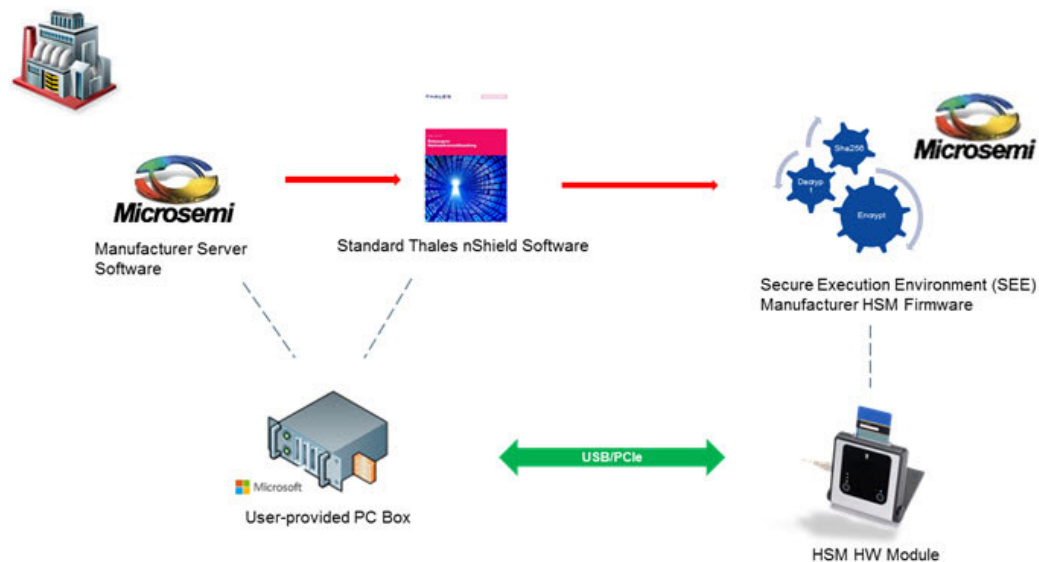 THALES
Microsemi
Manufacturer Server
Software
Standard Thales nShield Software
Sha256
Decryp
t
Encrypt
Microsemi
Secure Execution Environment (SEE)
Manufacturer HSM Firmware
Microsoft
User-provided PC Box
USB/PCIe
HSM HW Module